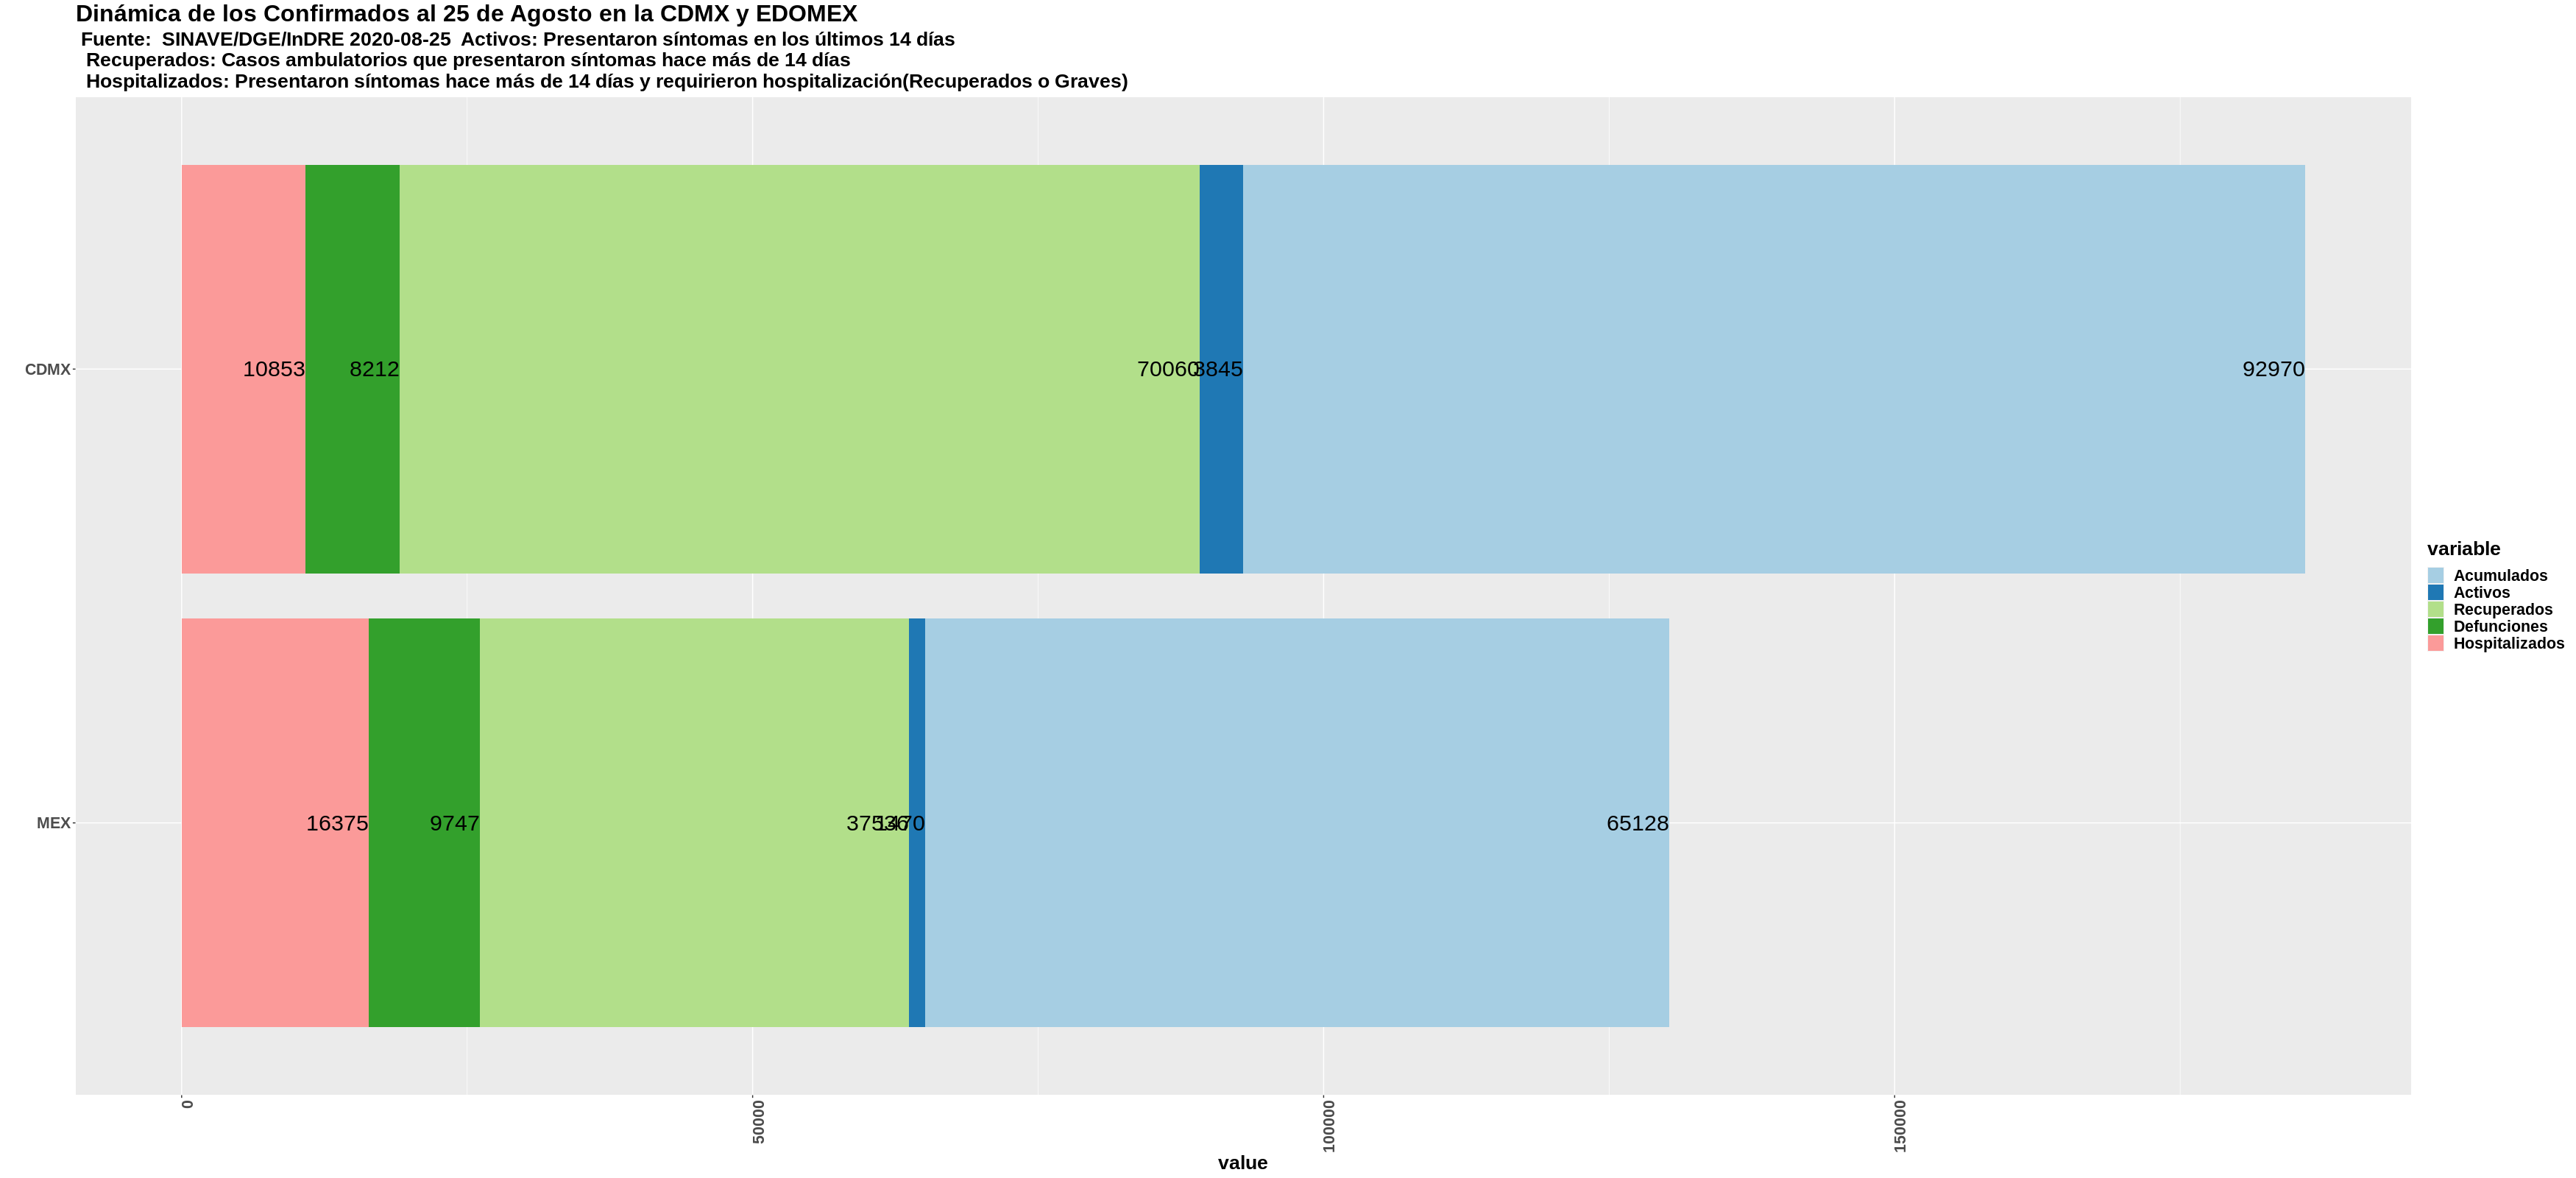 Dinámica de los Confirmados al 25 de Agosto en la CDMX y EDOMEX
Fuente: SINAVE/DGE/InDRE 2020-08-25 Activos: Presentaron síntomas en los últimos 14 días
Recuperados: Casos ambulatorios que presentaron síntomas hace más de 14 días
Hospitalizados: Presentaron síntomas hace más de 14 días y requirieron hospitalización(Recuperados o Graves)
CDMX
10853
8212
70060
3845
92970
MEX
16375
9747
37536
1470
65128
0
50000
100000
150000
value
variable
Acumulados
Activos
Recuperados
Defunciones
Hospitalizados